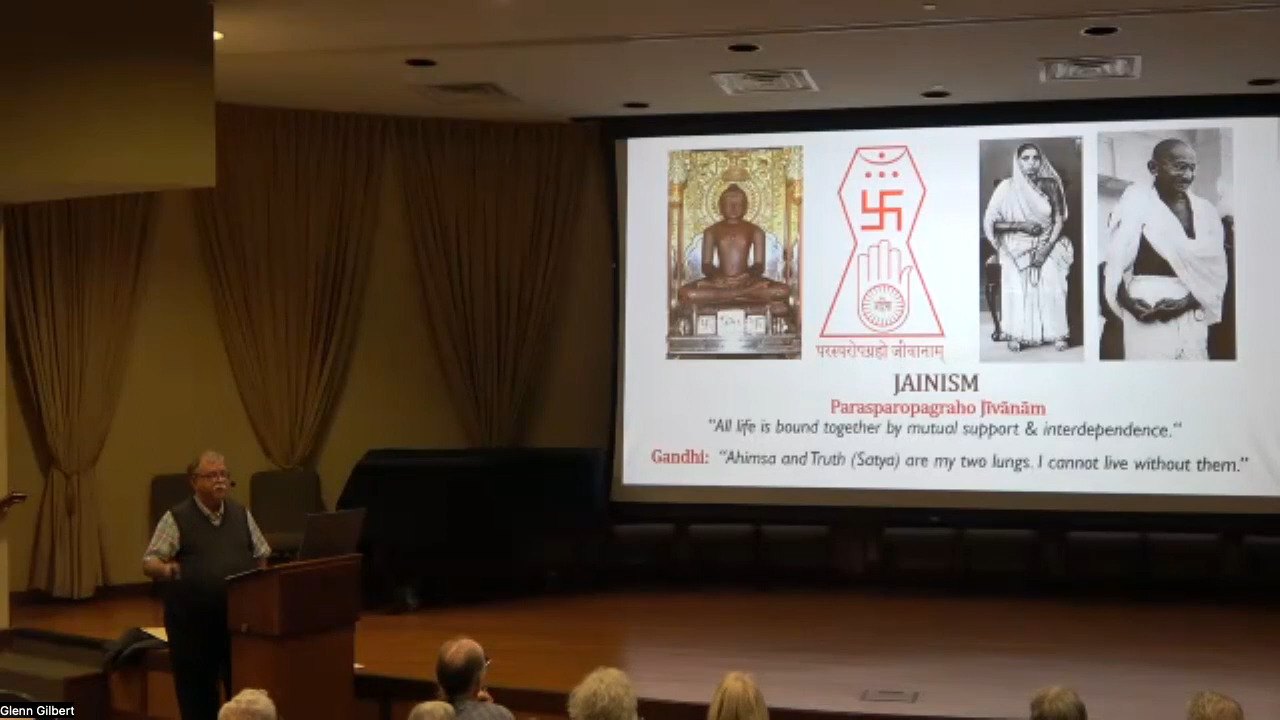 परस्परोपग्रहो जीवानाम्
JAINISM
Parasparopagraho Jīvānām
"All life is bound together by mutual support & interdependence."
Gandhi: "Ahimsa and Truth (Satya) are my two lungs. I cannot live without them."
Glenn Gilbert